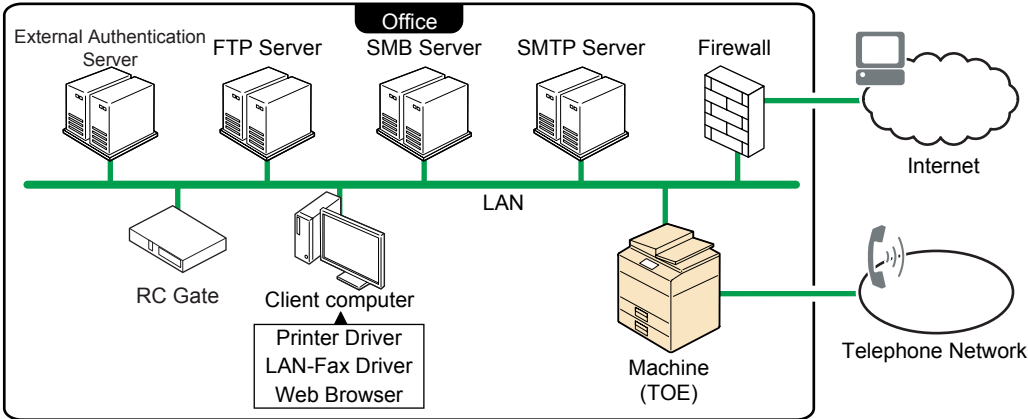 Office
External Authentication
Server
FTP Server
SMB Server
SMTP Server
Firewall
Internet
LAN
RC Gate
Client computer
Printer Driver
LAN-Fax Driver
Web Browser
Machine
(TOE)
Telephone Network